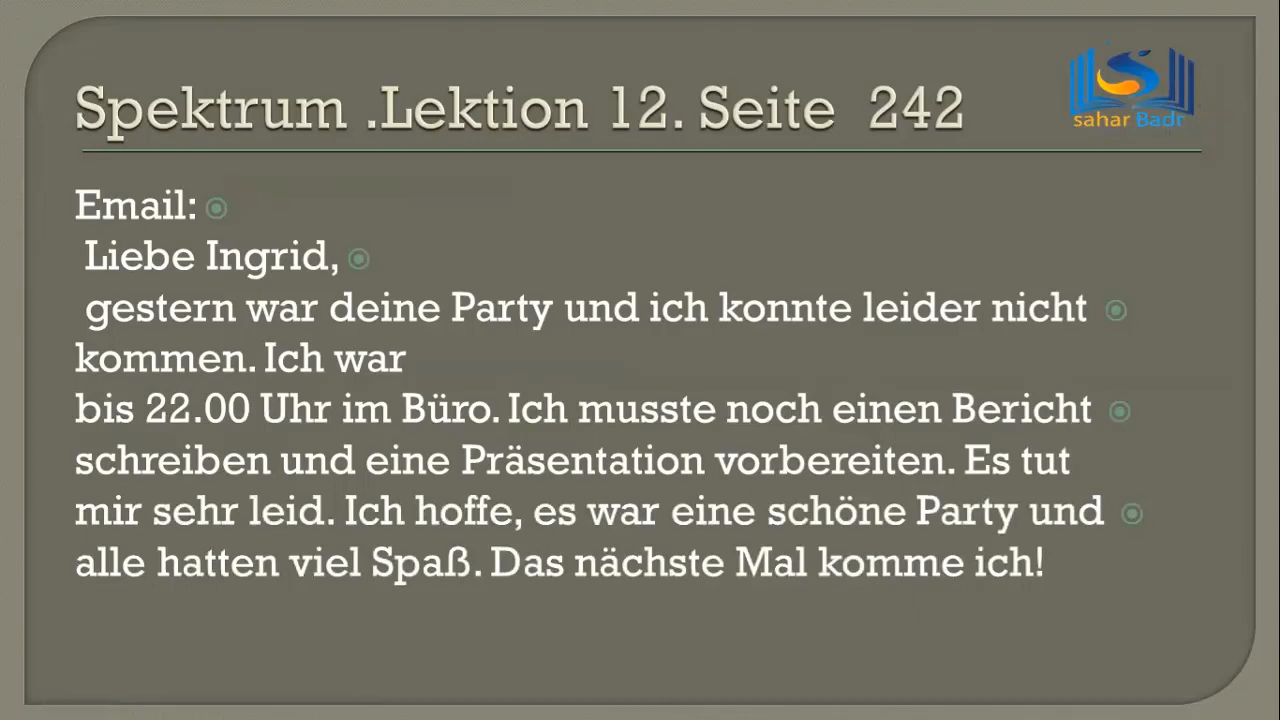 Spektrum .Lektion 12. Seite 242
sahar Badr
Email:
Liebe Ingrid,
gestern war deine Party und ich konnte leider nicht
kommen. Ich war
bis 22.00 Uhr im Büro. Ich musste noch einen Bericht
schreiben und eine Präsentation vorbereiten. Es tut
mir sehr leid. Ich hoffe, es war eine schöne Party und
alle hatten viel Spaß. Das nächste Mal komme ich!